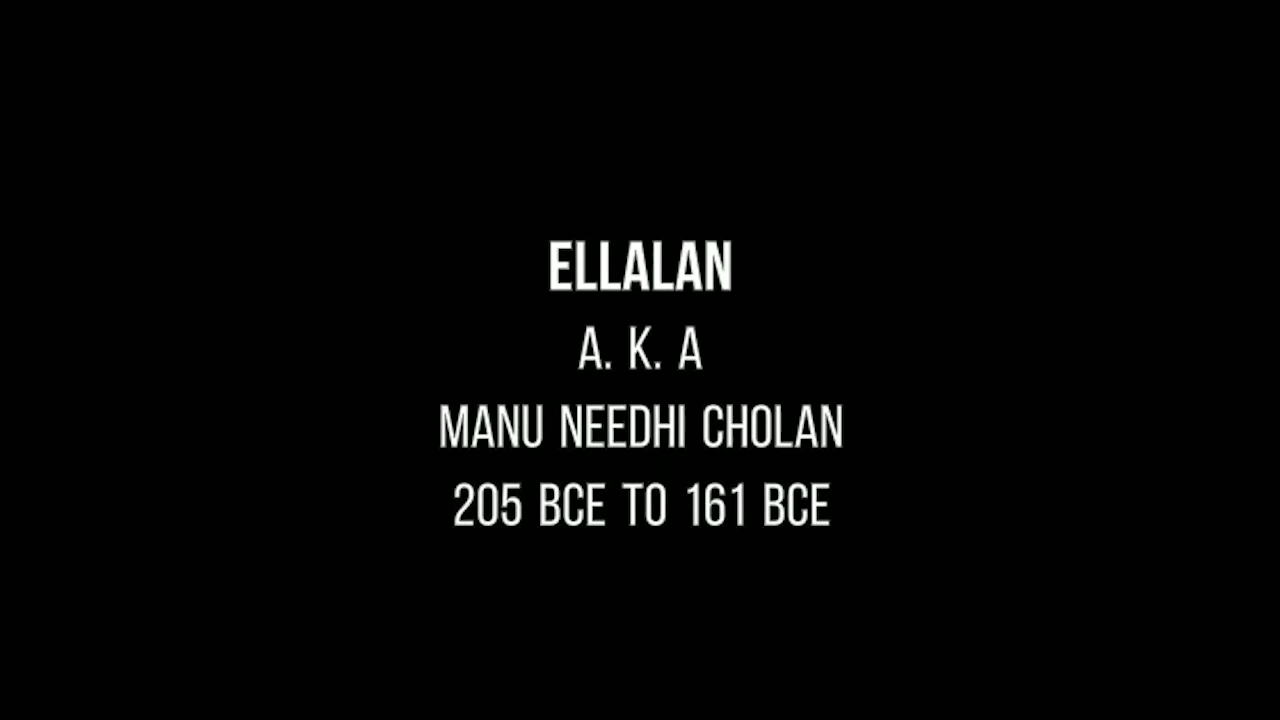 ELLALAN
A. K. A
MANU NEEDHI CHOLAN
205 BCE TO 161 BCE